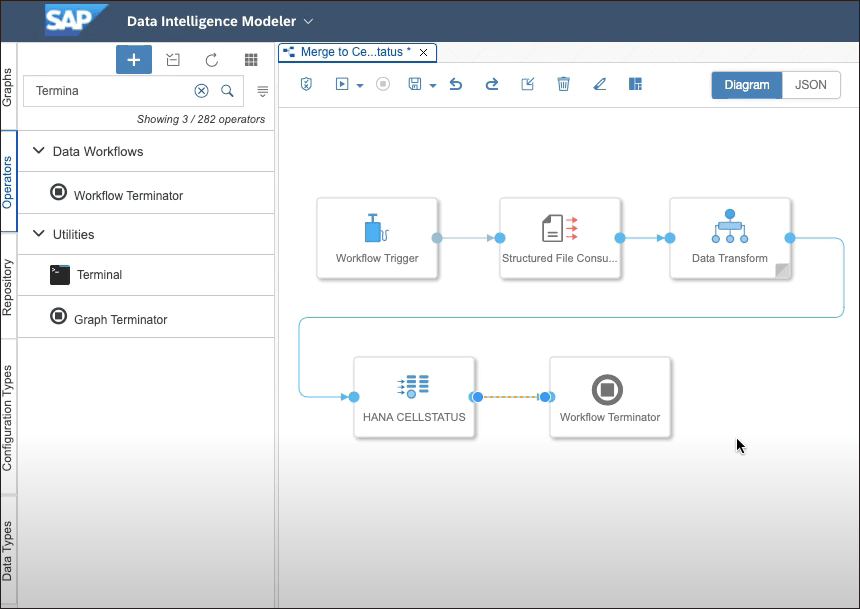 SAP Data Intelligence Modeler
Graphs
Operators
Repository
Configuration Types
Data Types
+
Termina
Showing 3 / 282 operators
Data Workflows
Workflow Terminator
Utilities
Terminal
Graph Terminator
Merge to Ce...tatus *
Diagram JSON
Workflow Trigger
Structured File Consu...
Data Transform
HANA CELLSTATUS
Workflow Terminator